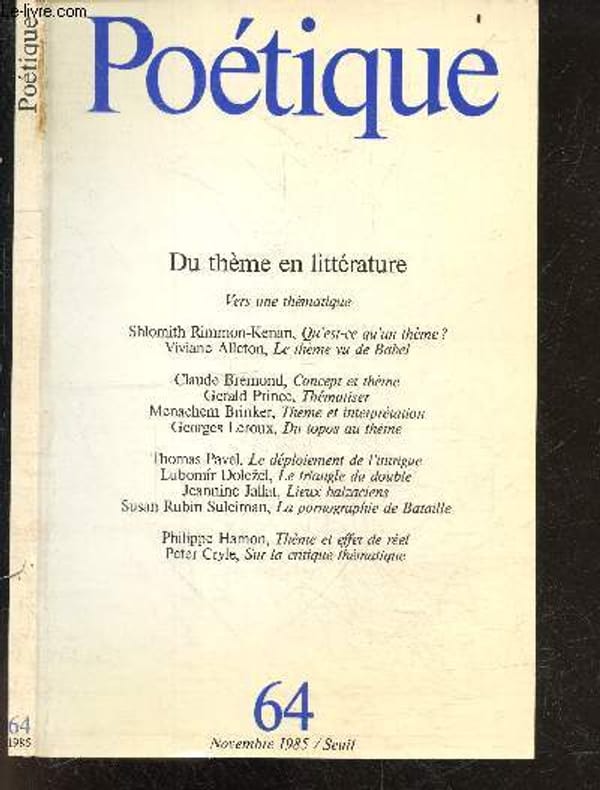 Le-livre.com
Poétique
Poétique
Du thème en littérature
Vers une thématique
Shlomith Rimmon-Kenan, Qu'est-ce qu'un thème ?
Viviane Alleton, Le thème vu de Babel
Claude Bremond, Concept et thème
Gerald Prince, Thématiser
Menachem Brinker, Thème et interprétation
Georges Leroux, Du topos au thème
Thomas Pavel, Le déploiement de l'intrigue
Lubomír Doležel, Le triangle du double
Jeannine Jallat, Lieux balzaciens
Susan Rubin Suleiman, La pornographie de Bataille
Philippe Hamon, Thème et effet de réel
Peter Cryle, Sur la critique thématique
64
1985
64
Novembre 1985 / Seuil